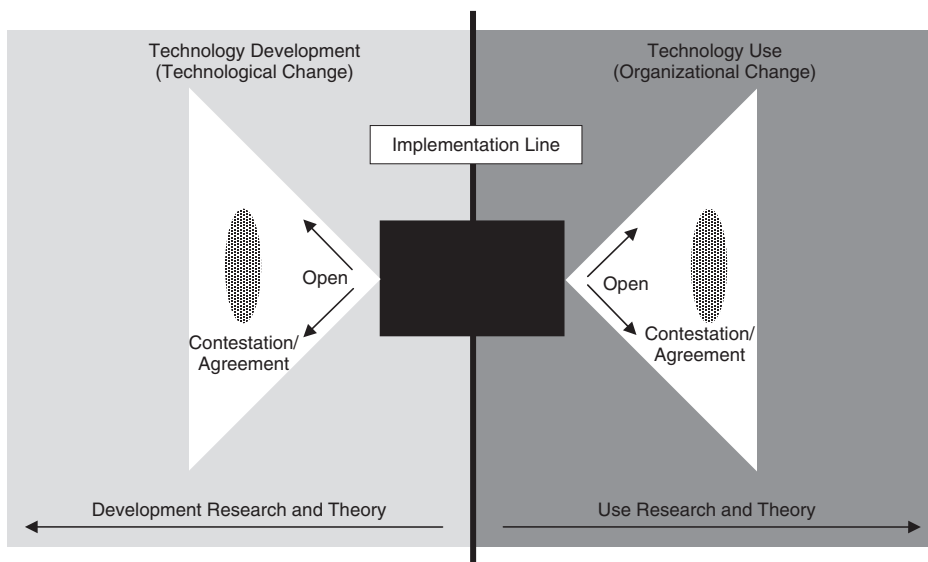 Technology Development
(Technological Change)
Technology Use
(Organizational Change)
Implementation Line
Open
Contestation/
Agreement
Open
Contestation/
Agreement
Development Research and Theory
Use Research and Theory